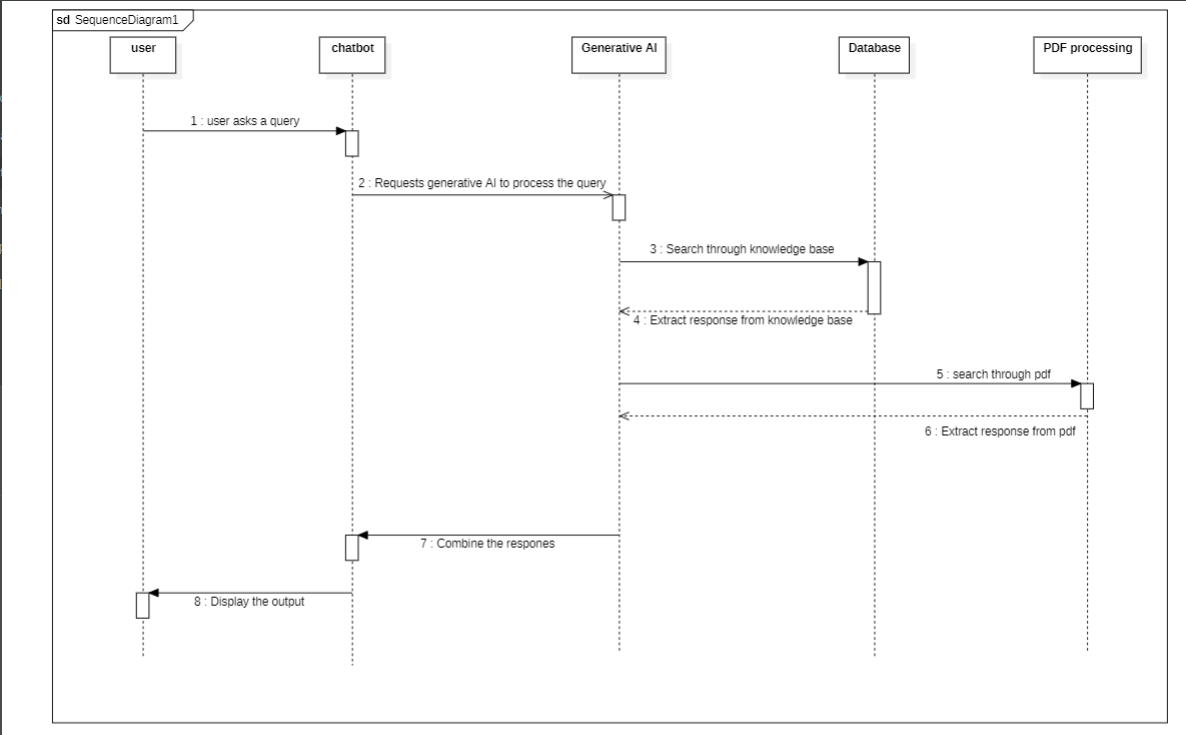 sd SequenceDiagram1
user
chatbot
Generative AI
Database
PDF processing
1 : user asks a query
2 : Requests generative AI to process the query
3 : Search through knowledge base
4 : Extract response from knowledge base
5 : search through pdf
6 : Extract response from pdf
7 : Combine the respones
8 : Display the output